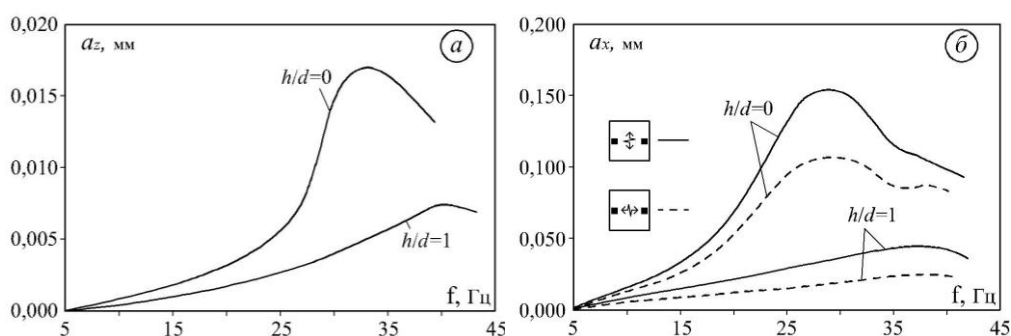 0,020
0,015
0,010
0,005
0,000
az, мм
а
h/d=0
h/d=1
f, Гц
5 15 25 35 45
0,200
0,150
0,100
0,050
0,000
ax, мм
б
h/d=0
h/d=1
f, Гц
5 15 25 35 45